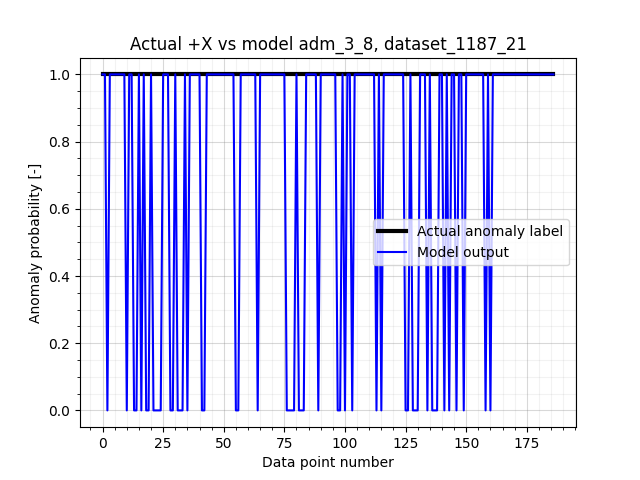 Actual +X vs model adm_3_8, dataset_1187_21
Anomaly probability [-]
1.0
0.8
0.6
0.4
0.2
0.0
Actual anomaly label
Model output
0 25 50 75 100 125 150 175
Data point number